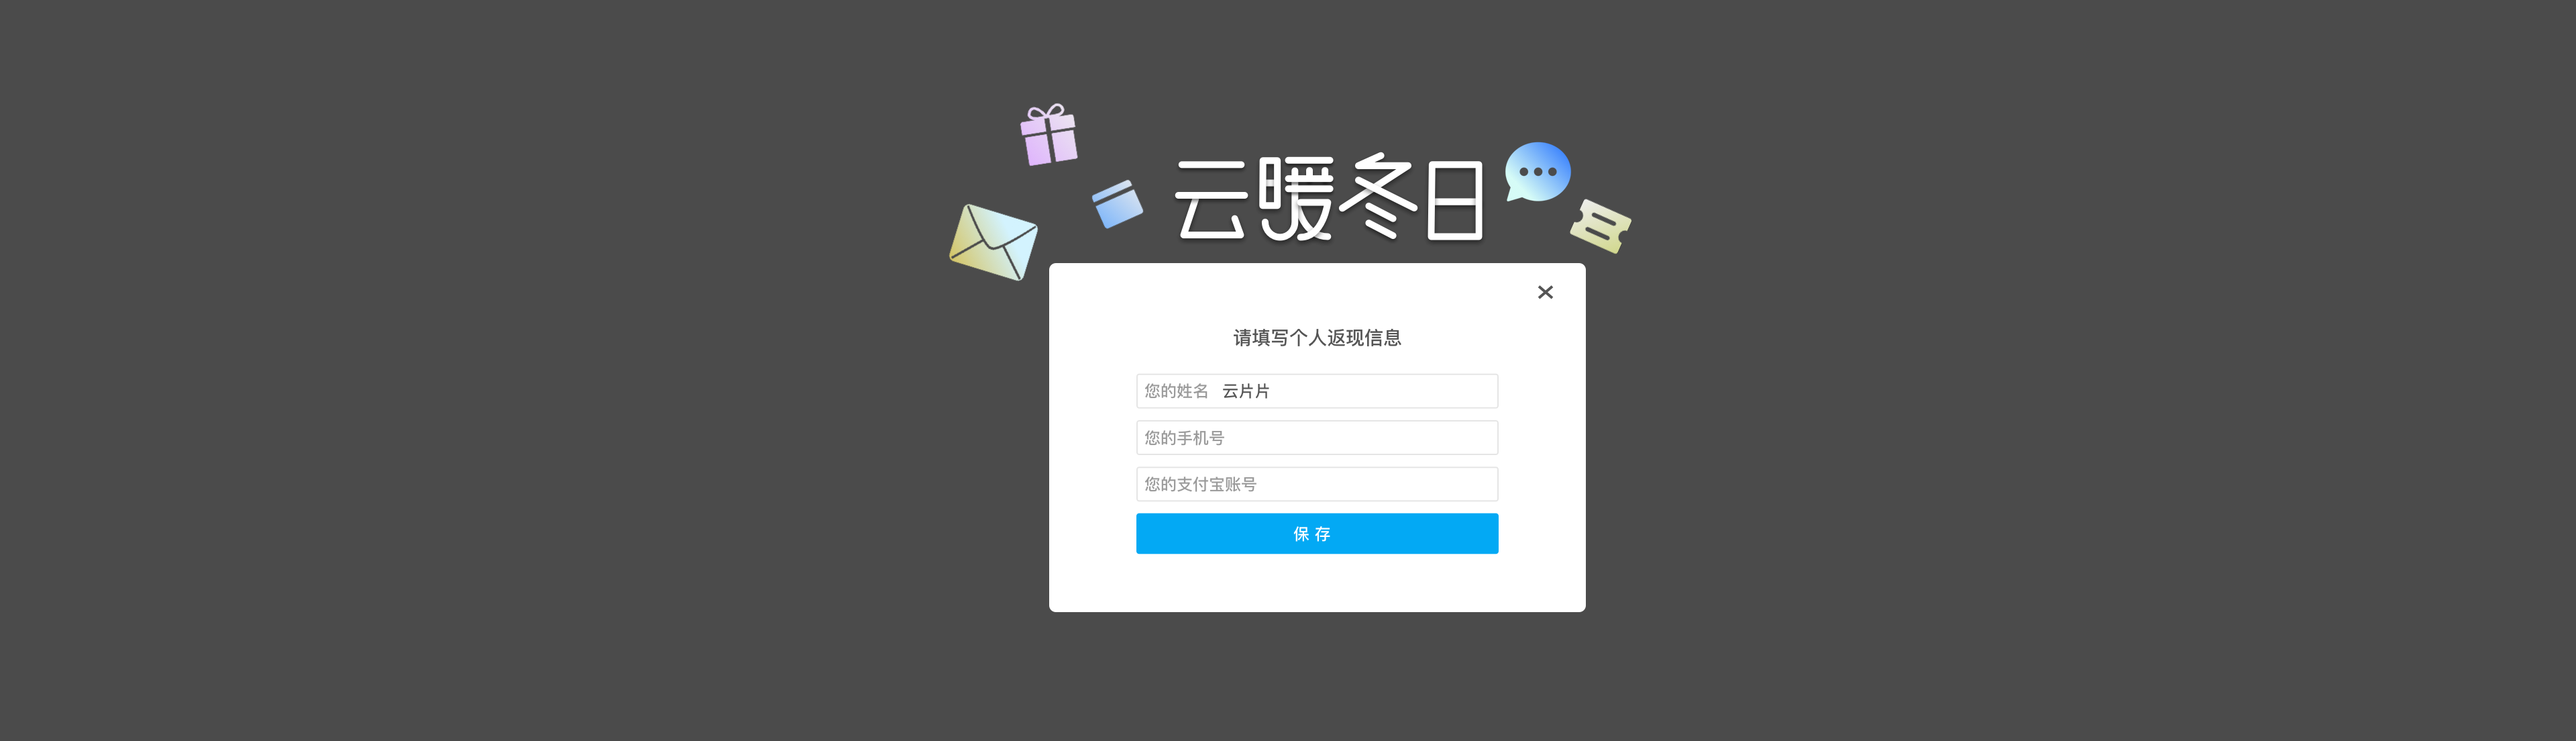 云暖冬日
请填写个人返现信息
您的姓名 云片片
您的手机号
您的支付宝账号
保存